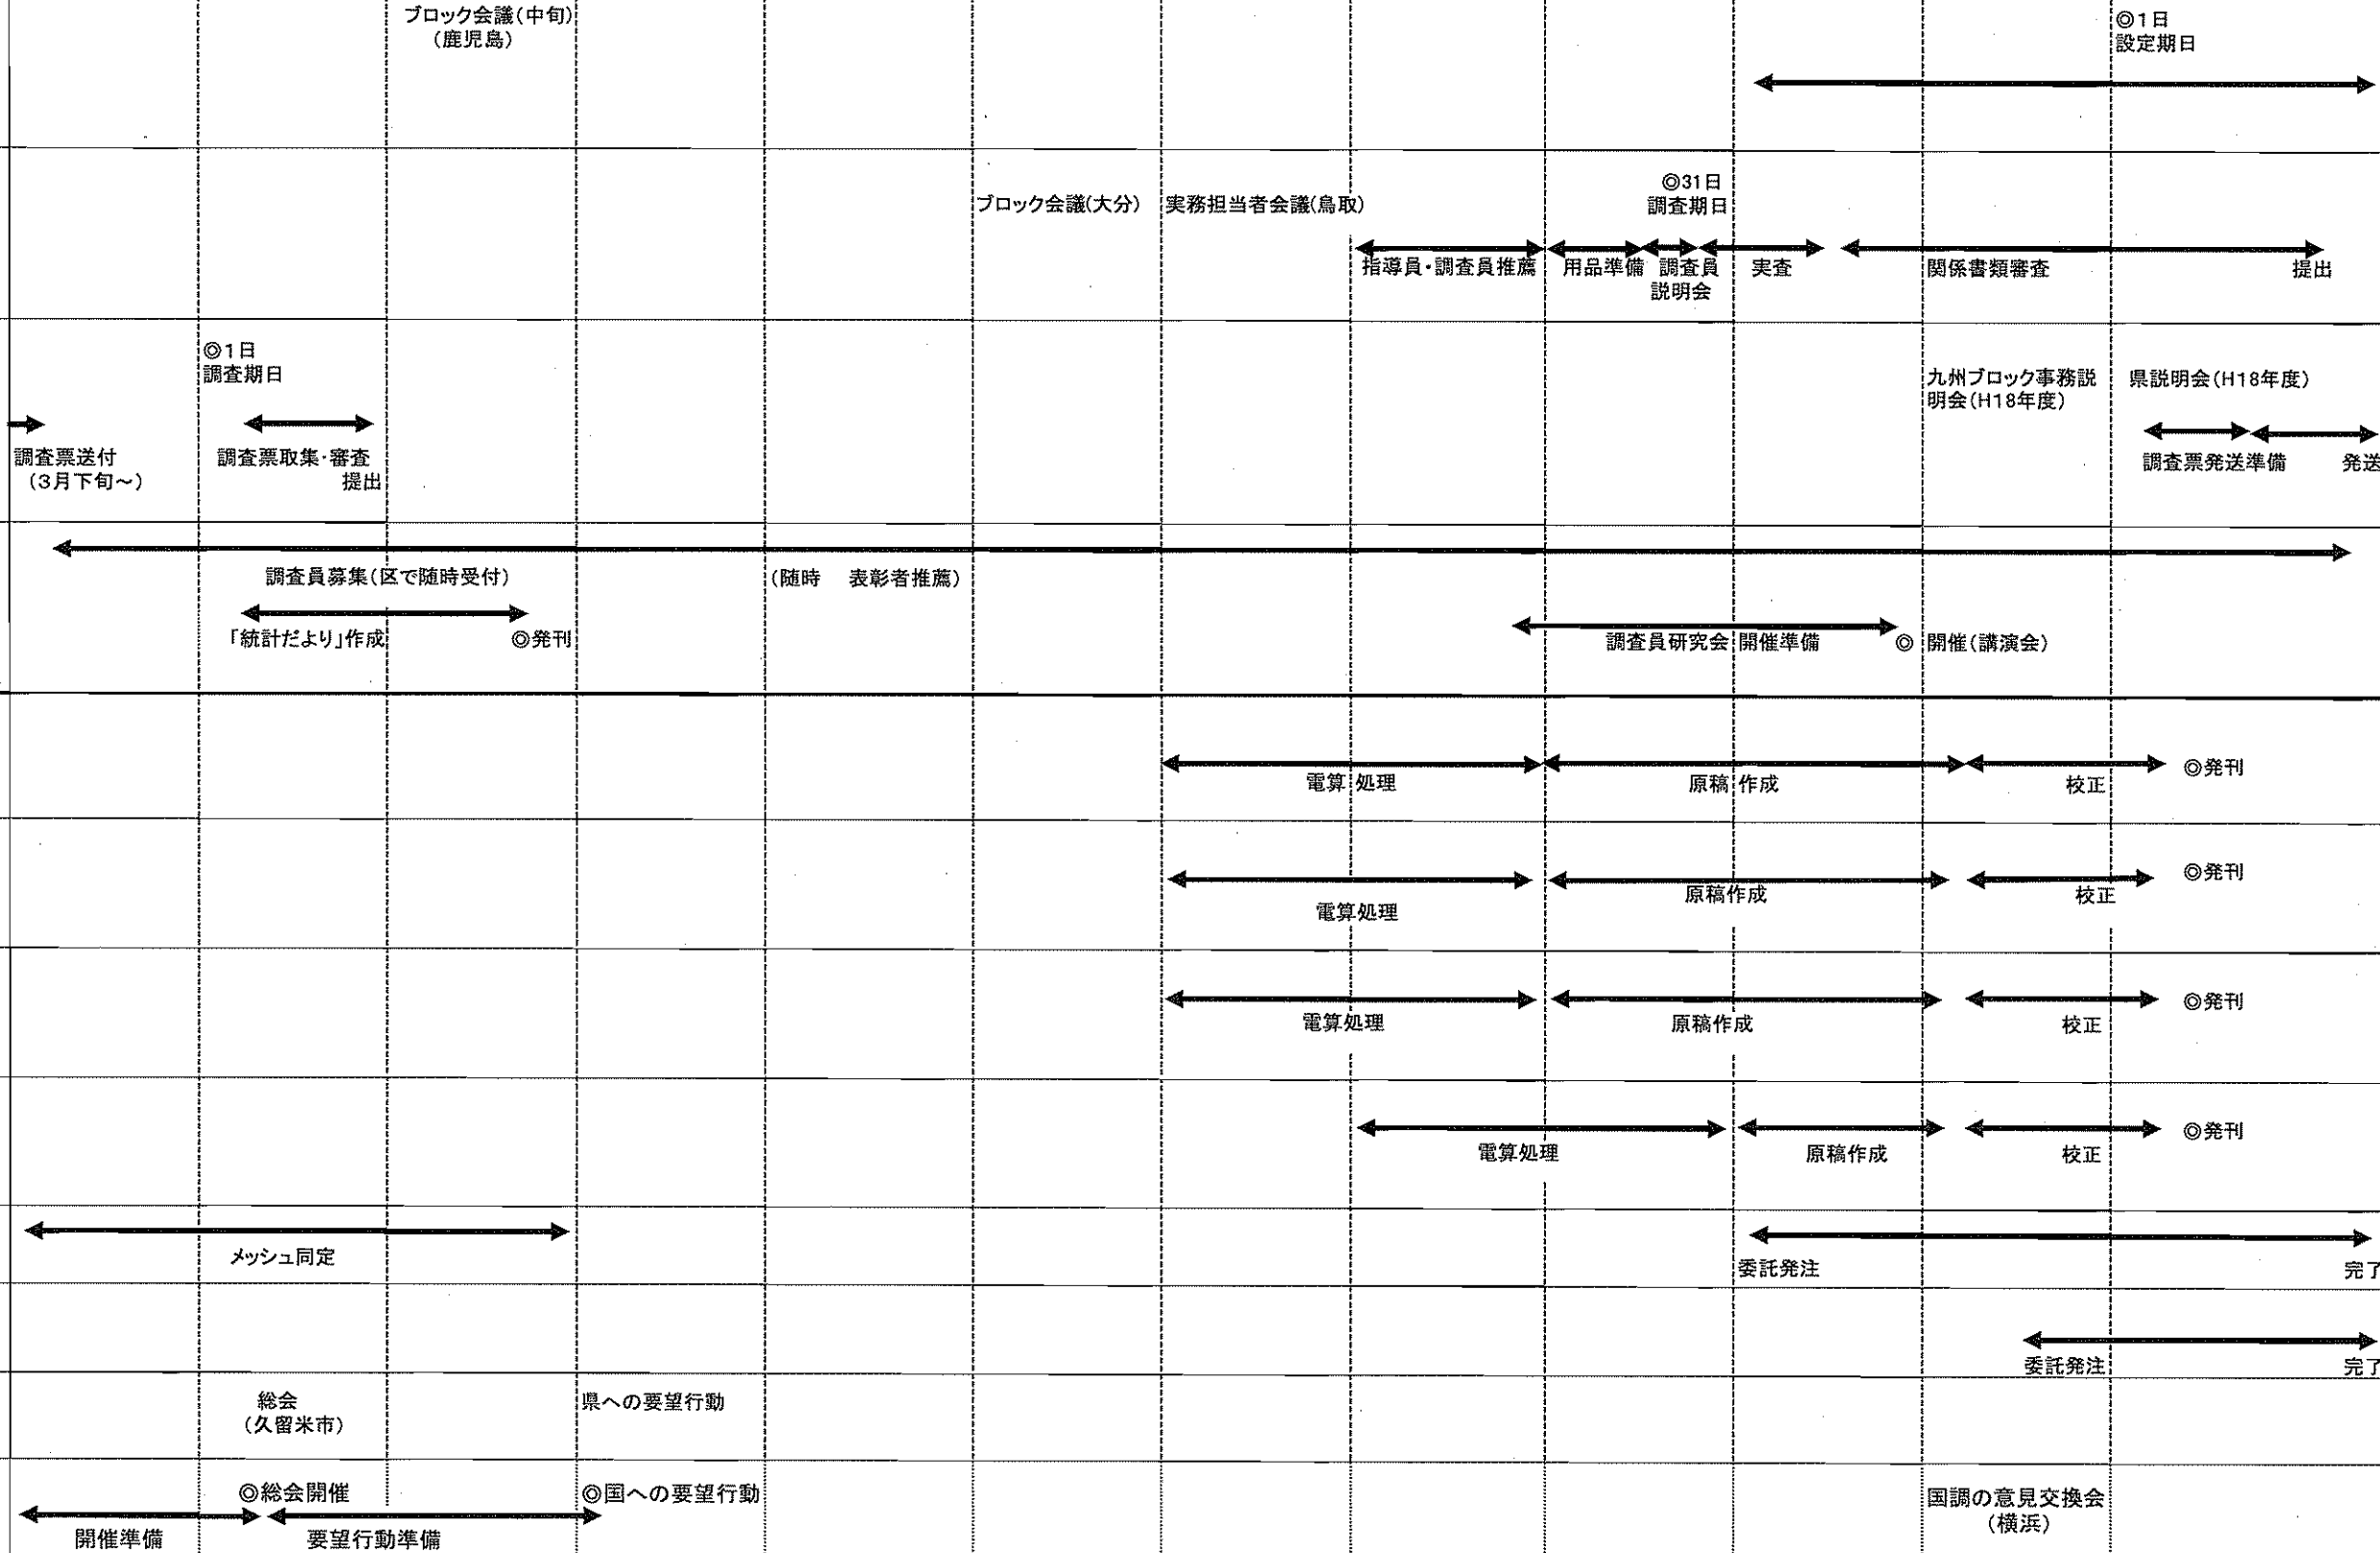 ブロック会議(中旬)
(鹿児島)
◎1日
設定期日
ブロック会議(大分)
実務担当者会議(鳥取)
◎31日
調査期日
指導員・調査員推薦
用品準備
調査員
説明会
実査
関係書類審査
提出
◎1日
調査期日
調査票送付
(3月下旬～)
調査票取集・審査
提出
九州ブロック事務説
明会(H18年度)
県説明会(H18年度)
調査票発送準備
発送
調査員募集(区で随時受付)
(随時 表彰者推薦)
「統計だより」作成
◎発刊
調査員研究会 開催準備
◎ 開催(講演会)
電算処理
原稿作成
校正
◎発刊
電算処理
原稿作成
校正
◎発刊
電算処理
原稿作成
校正
◎発刊
電算処理
原稿作成
校正
◎発刊
メッシュ同定
委託発注
完了
委託発注
完了
総会
(久留米市)
県への要望行動
◎総会開催
◎国への要望行動
開催準備
要望行動準備
国調の意見交換会
(横浜)